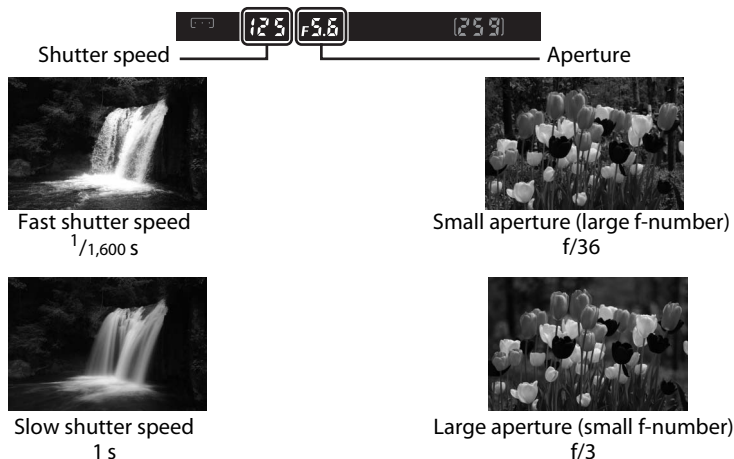 125 F5.6 (259)
Shutter speed Aperture
Fast shutter speed
1/1,600 s
Small aperture (large f-number)
f/36
Slow shutter speed
1 s
Large aperture (small f-number)
f/3